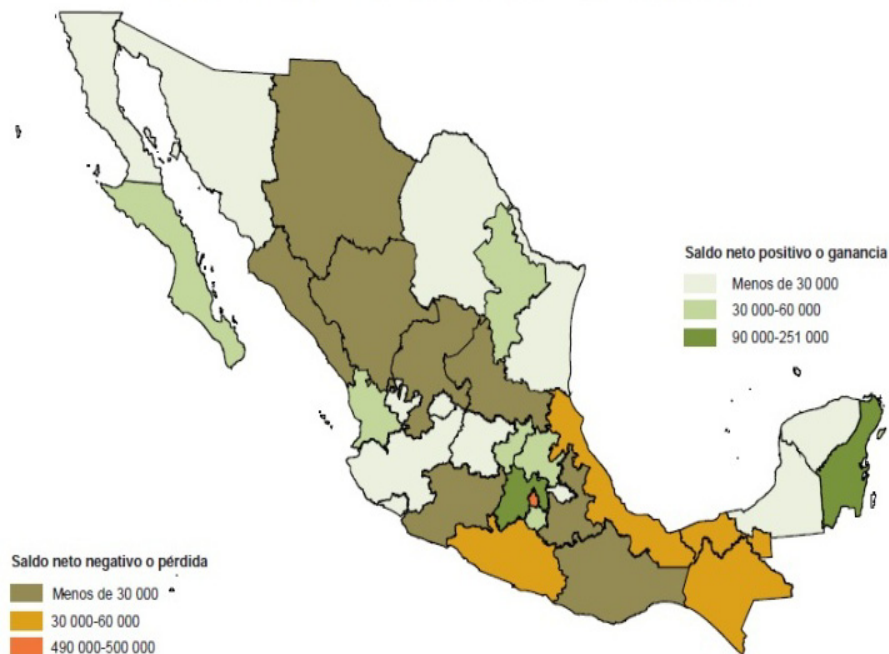 Saldo neto positivo o ganancia
Menos de 30 000
30 000-60 000
90 000-251 000
Saldo neto negativo o pérdida
Menos de 30 000
30 000-60 000
490 000-500 000